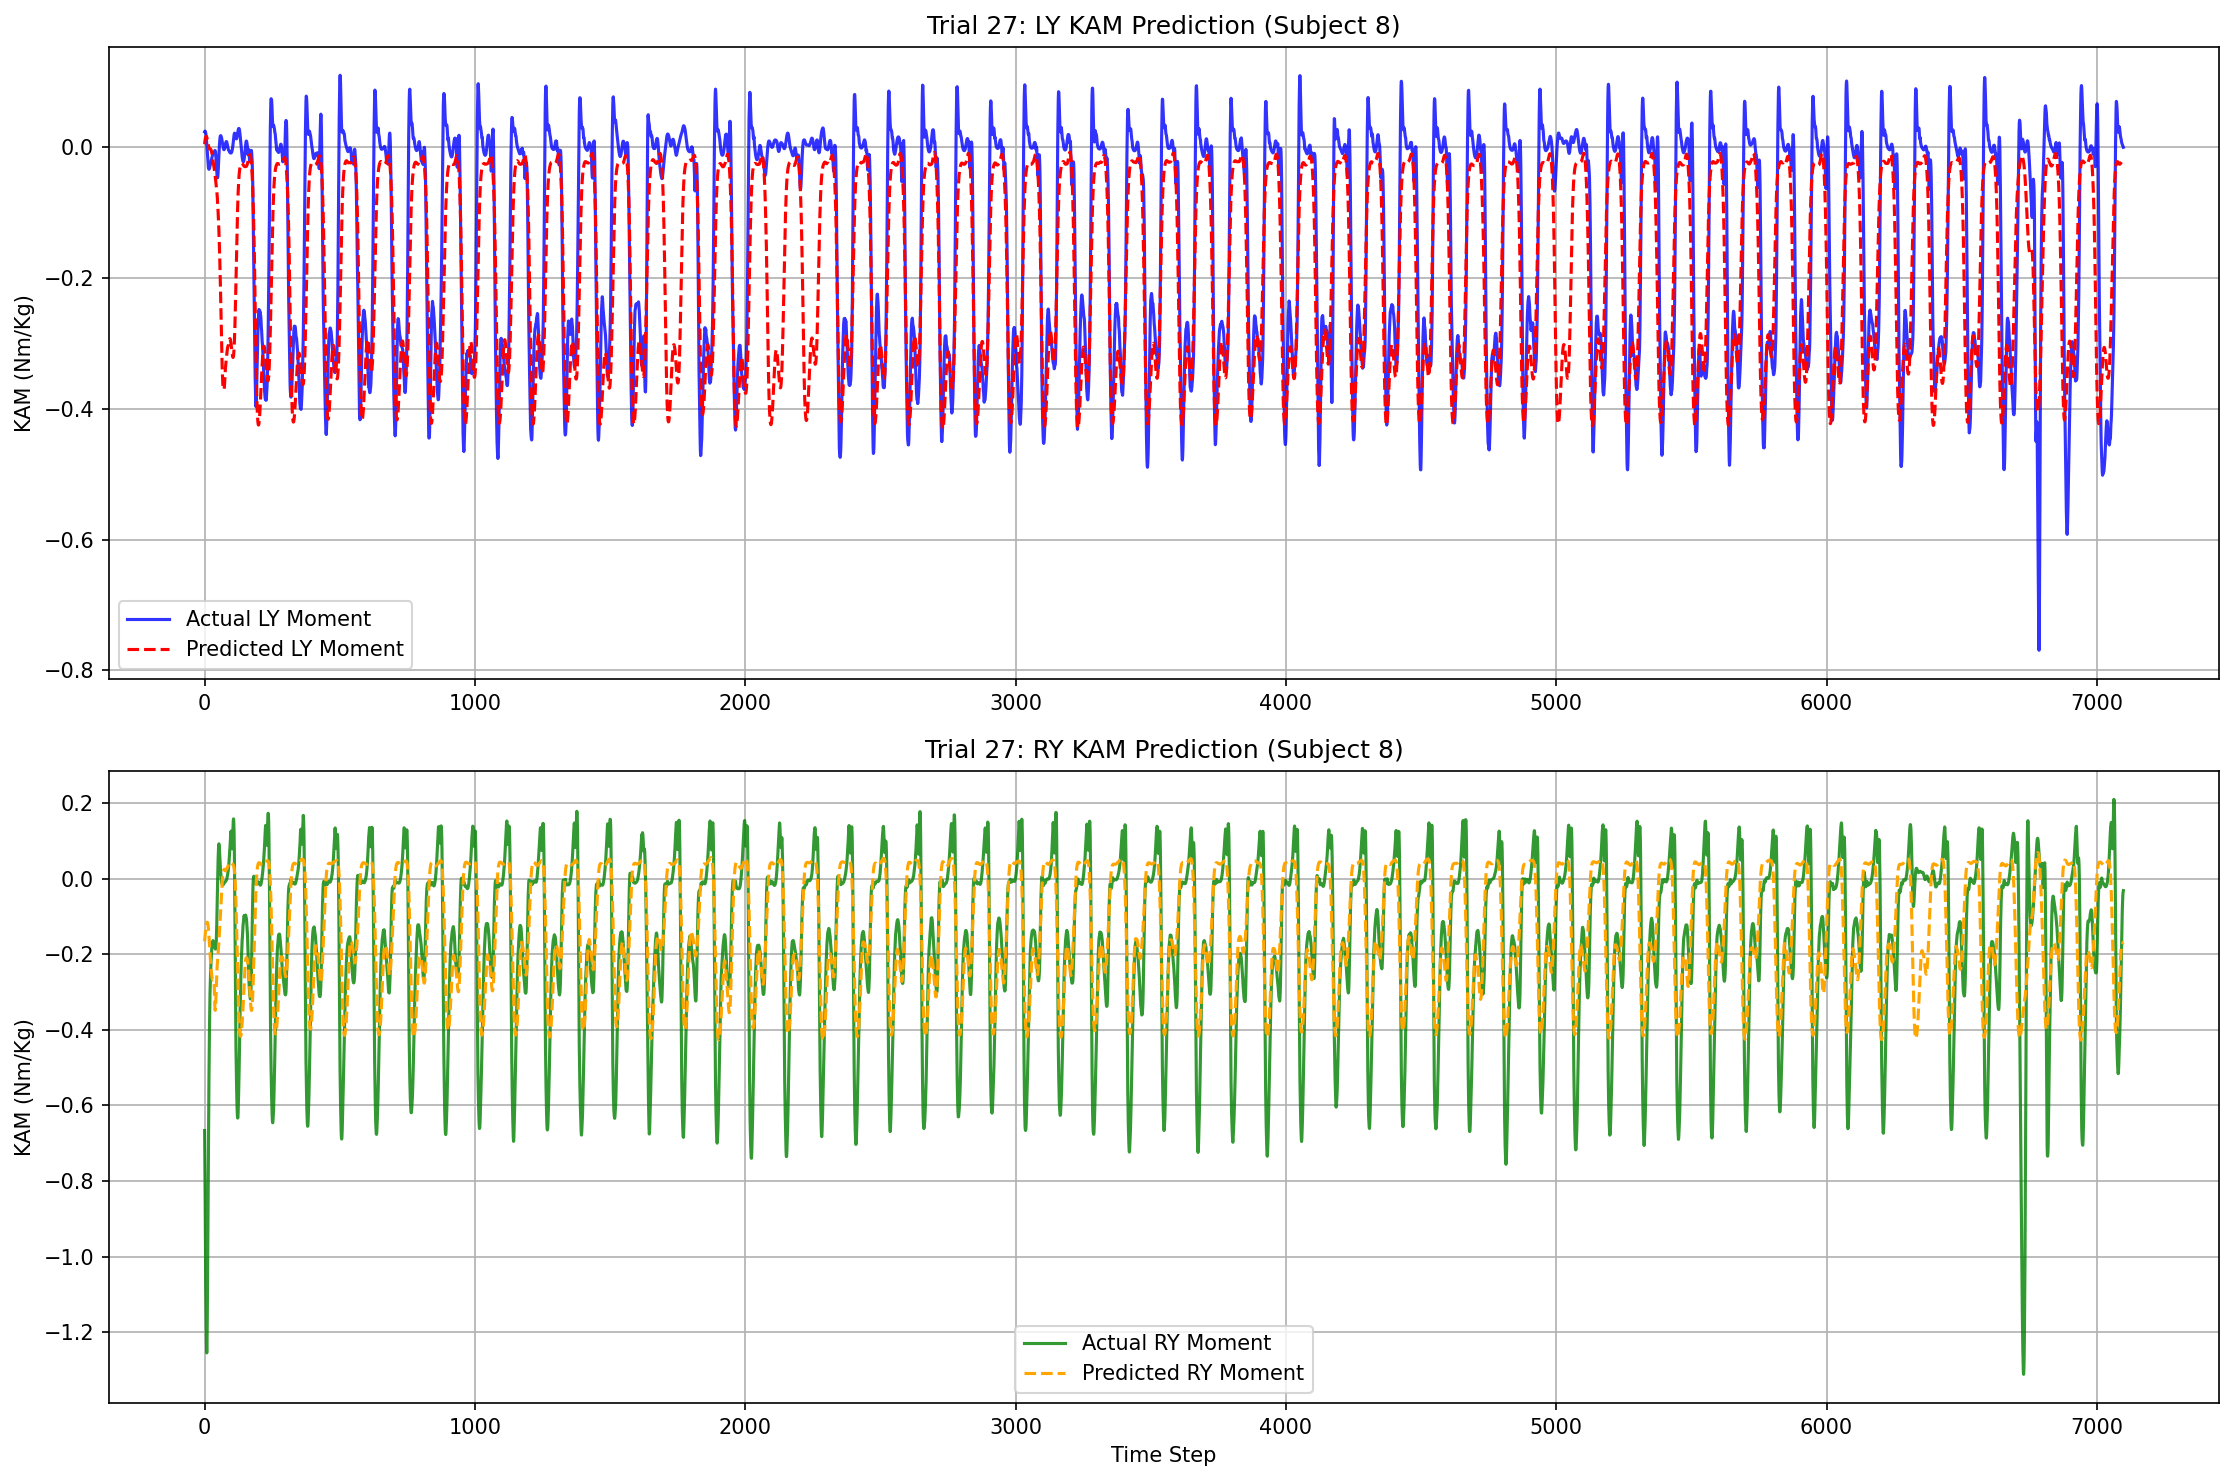 Trial 27: LY KAM Prediction (Subject 8)
KAM (Nm/Kg)
0.0
−0.2
−0.4
−0.6
−0.8
Actual LY Moment
Predicted LY Moment
0 1000 2000 3000 4000 5000 6000 7000
Trial 27: RY KAM Prediction (Subject 8)
KAM (Nm/Kg)
0.2
0.0
−0.2
−0.4
−0.6
−0.8
−1.0
−1.2
Actual RY Moment
Predicted RY Moment
0 1000 2000 3000 4000 5000 6000 7000
Time Step